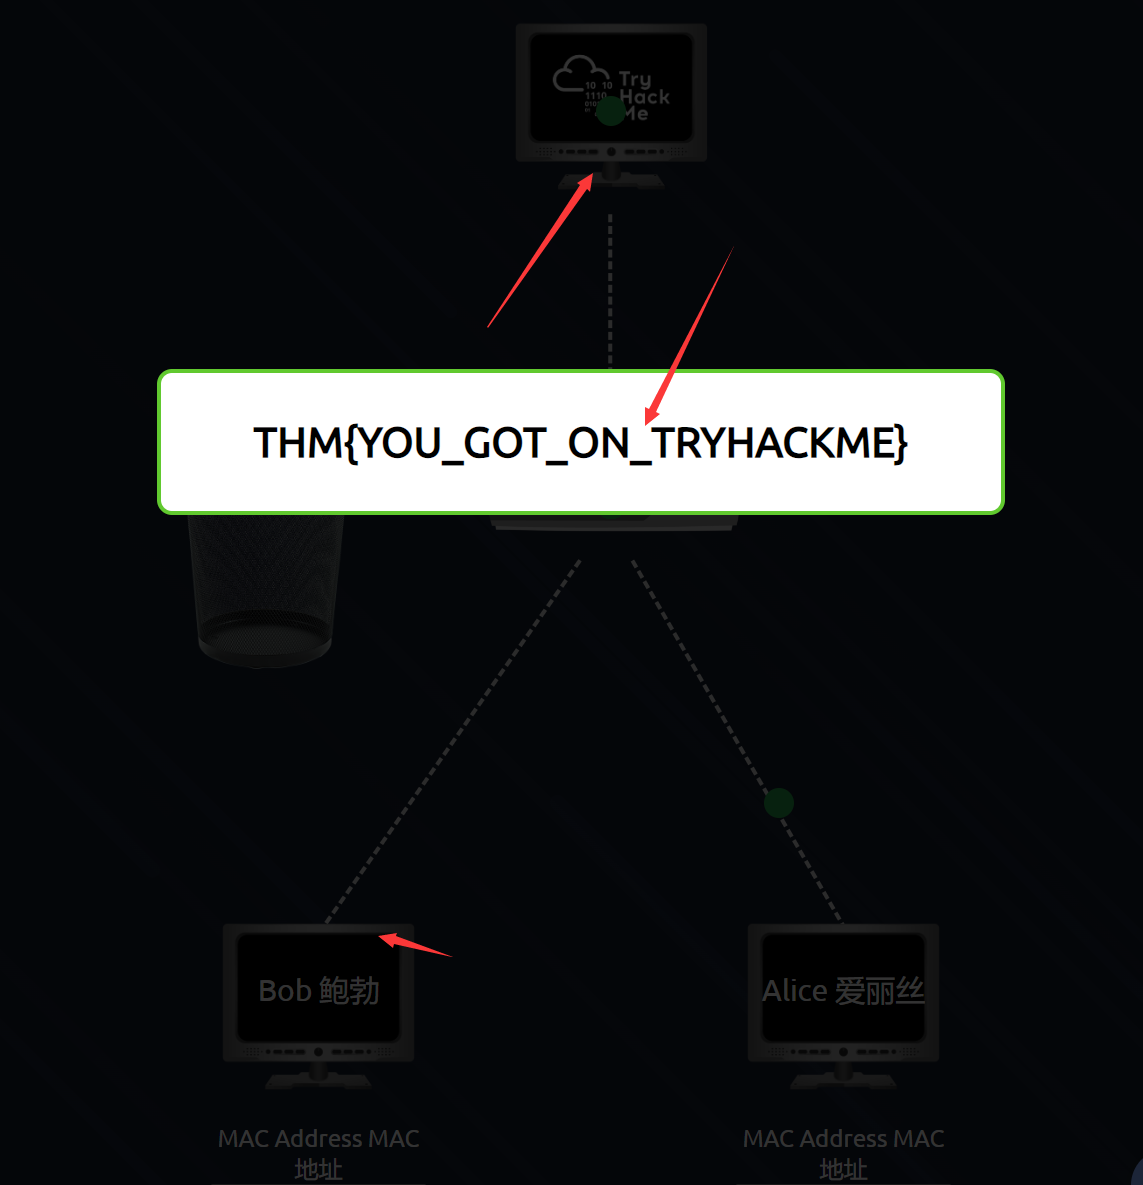 Try
Hack
Me
10 10
1110
THM{YOU_GOT_ON_TRYHACKME}
Bob 鲍勃
Alice 爱丽丝
MAC Address MAC
地址
MAC Address MAC
地址